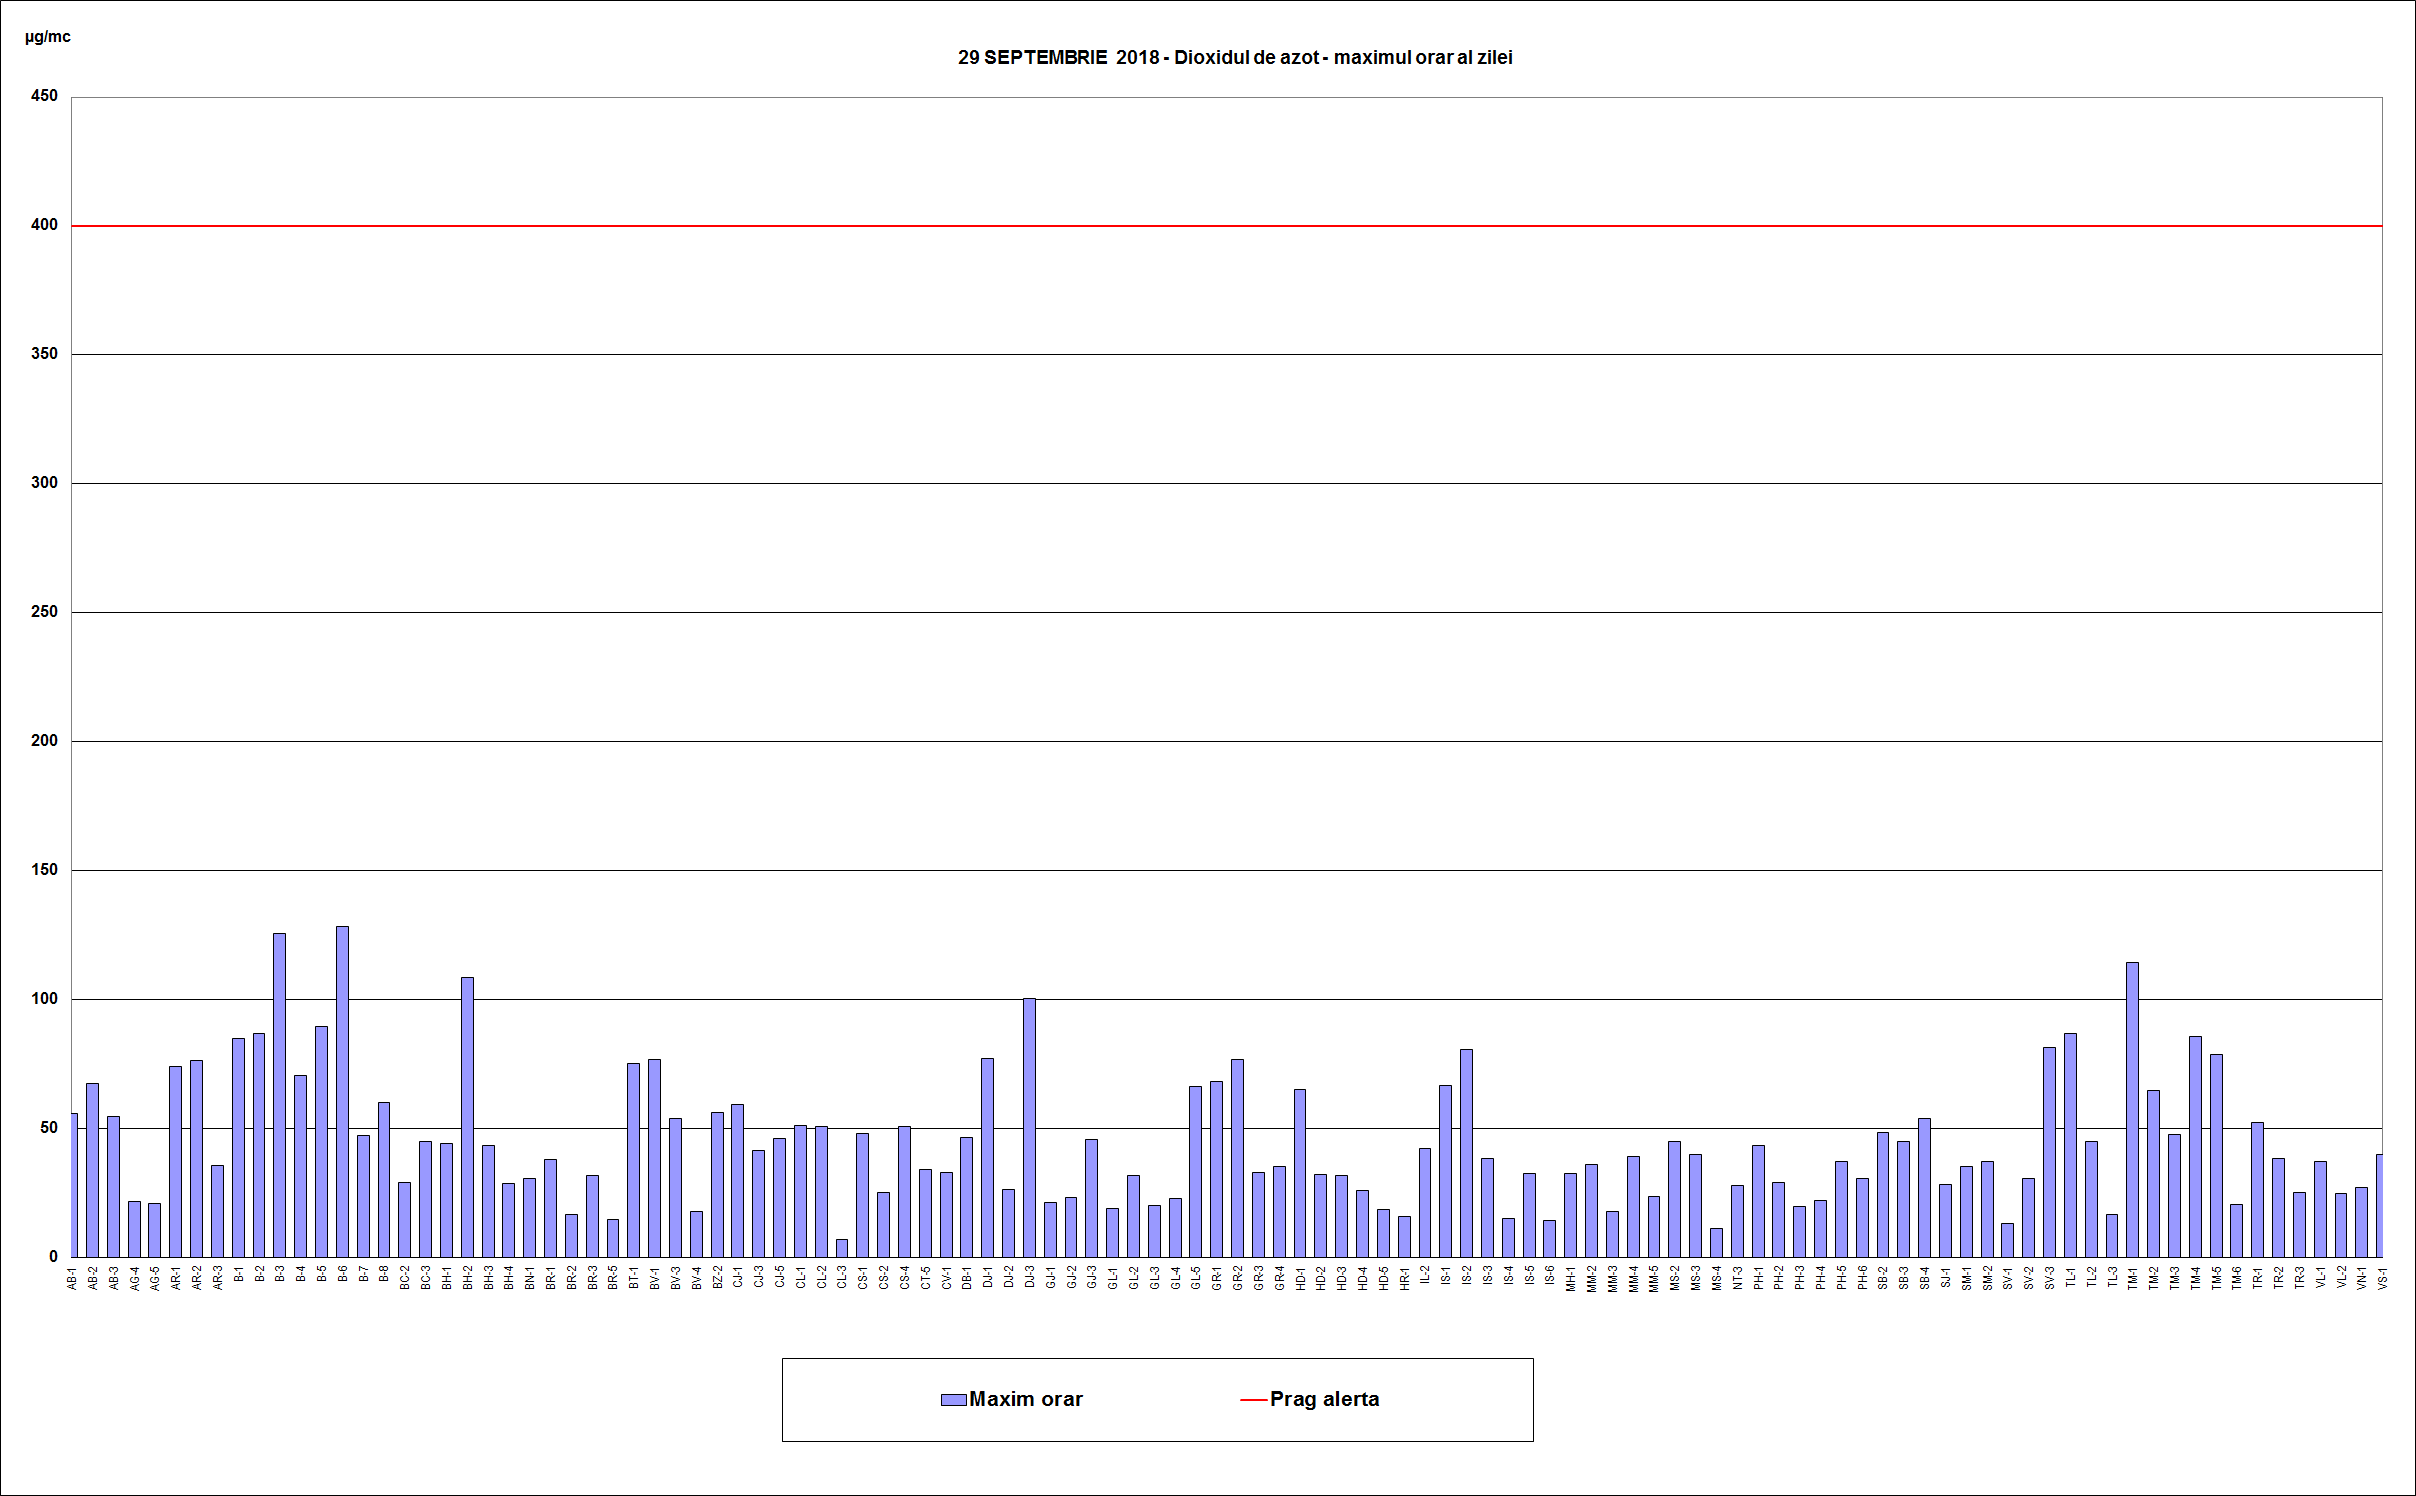 µg/mc
29 SEPTEMBRIE 2018 - Dioxidul de azot - maximul orar al zilei
450
400
350
300
250
200
150
100
50
0
AB-1 AB-2 AB-3 AG-4 AG-5 AR-1 AR-2 AR-3 B-1 B-2 B-3 B-4 B-5 B-6 B-7 B-8 BC-2 BC-3 BH-1 BH-2 BH-3 BH-4 BN-1 BR-1 BR-2 BR-3 BR-5 BT-1 BV-1 BV-3 BV-4 BZ-2 CJ-1 CJ-3 CJ-5 CL-1 CL-2 CL-3 CS-1 CS-2 CS-4 CT-5 CV-1 DB-1 DJ-1 DJ-2 DJ-3 GJ-1 GJ-2 GJ-3 GL-1 GL-2 GL-3 GL-4 GL-5 GR-1 GR-2 GR-3 GR-4 HD-1 HD-2 HD-3 HD-4 HD-5 HR-1 IL-2 IS-1 IS-2 IS-3 IS-4 IS-5 IS-6 MH-1 MM-2 MM-3 MM-4 MM-5 MS-2 MS-3 MS-4 NT-3 PH-1 PH-2 PH-3 PH-4 PH-5 PH-6 SB-2 SB-3 SB-4 SJ-1 SM-1 SM-2 SV-1 SV-2 SV-3 TL-1 TL-2 TL-3 TM-1 TM-2 TM-3 TM-4 TM-5 TM-6 TR-1 TR-2 TR-3 VL-1 VL-2 VN-1 VS-1
Maxim orar Prag alerta